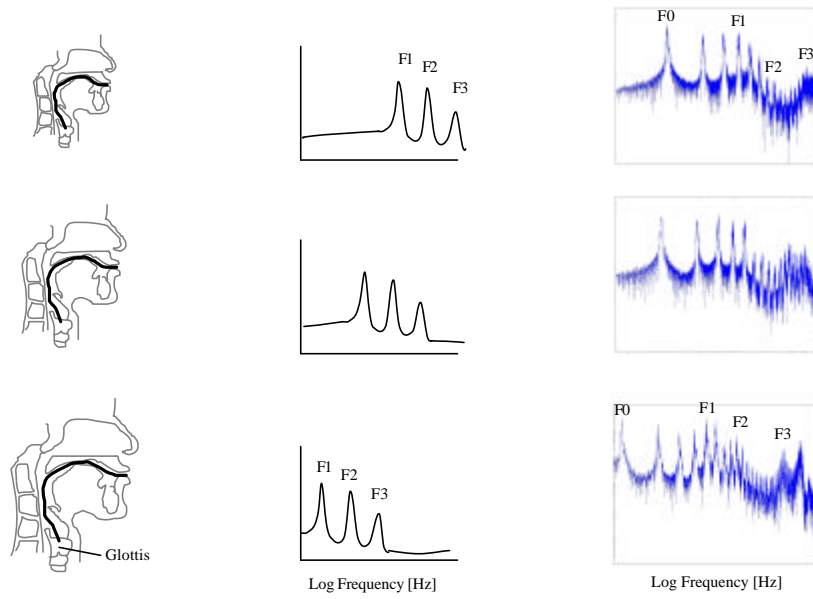 F0 F1
F1 F2 F3
F2 F3
F0 F1
F2
F1 F2 F3
F3
Glottis
Log Frequency [Hz] Log Frequency [Hz]